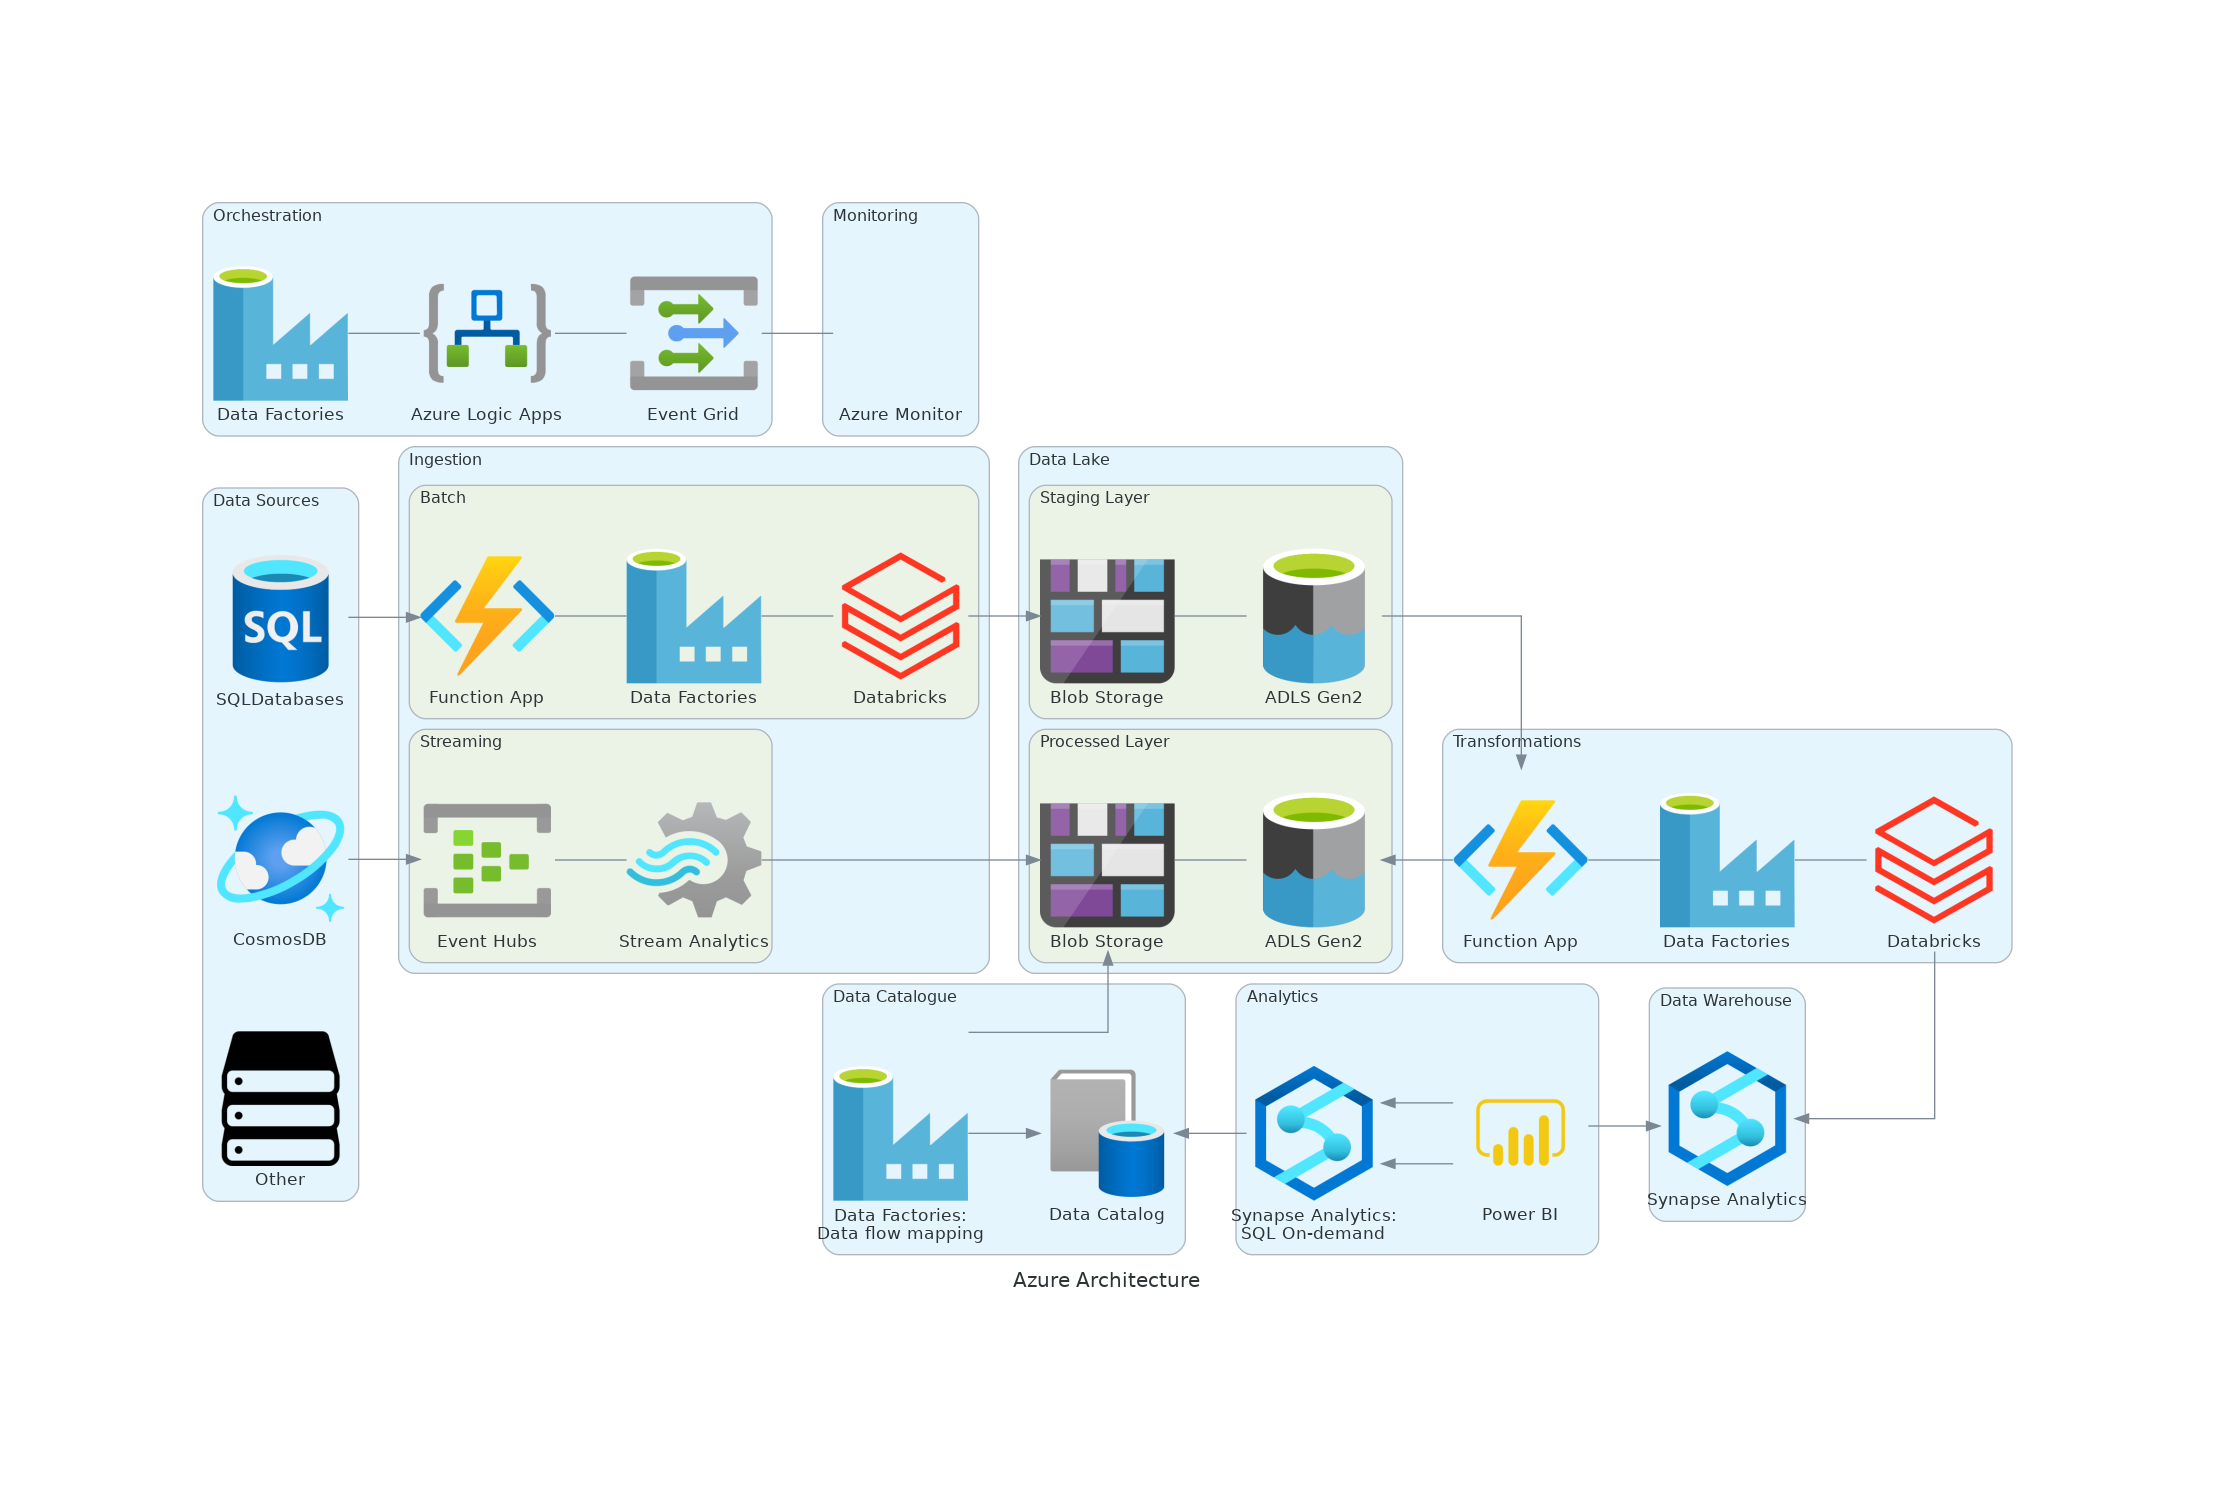 Orchestration
Data Factories
Azure Logic Apps
Event Grid
Monitoring
Azure Monitor
Data Sources
SQL
SQLDatabases
CosmosDB
Other
Ingestion
Batch
Function App
Data Factories
Databricks
Streaming
Event Hubs
Stream Analytics
Data Lake
Staging Layer
Blob Storage
ADLS Gen2
Processed Layer
Blob Storage
ADLS Gen2
Transformations
Function App
Data Factories
Databricks
Data Catalogue
Data Factories:
Data flow mapping
Data Catalog
Analytics
Synapse Analytics:
SQL On-demand
Power BI
Data Warehouse
Synapse Analytics
Azure Architecture